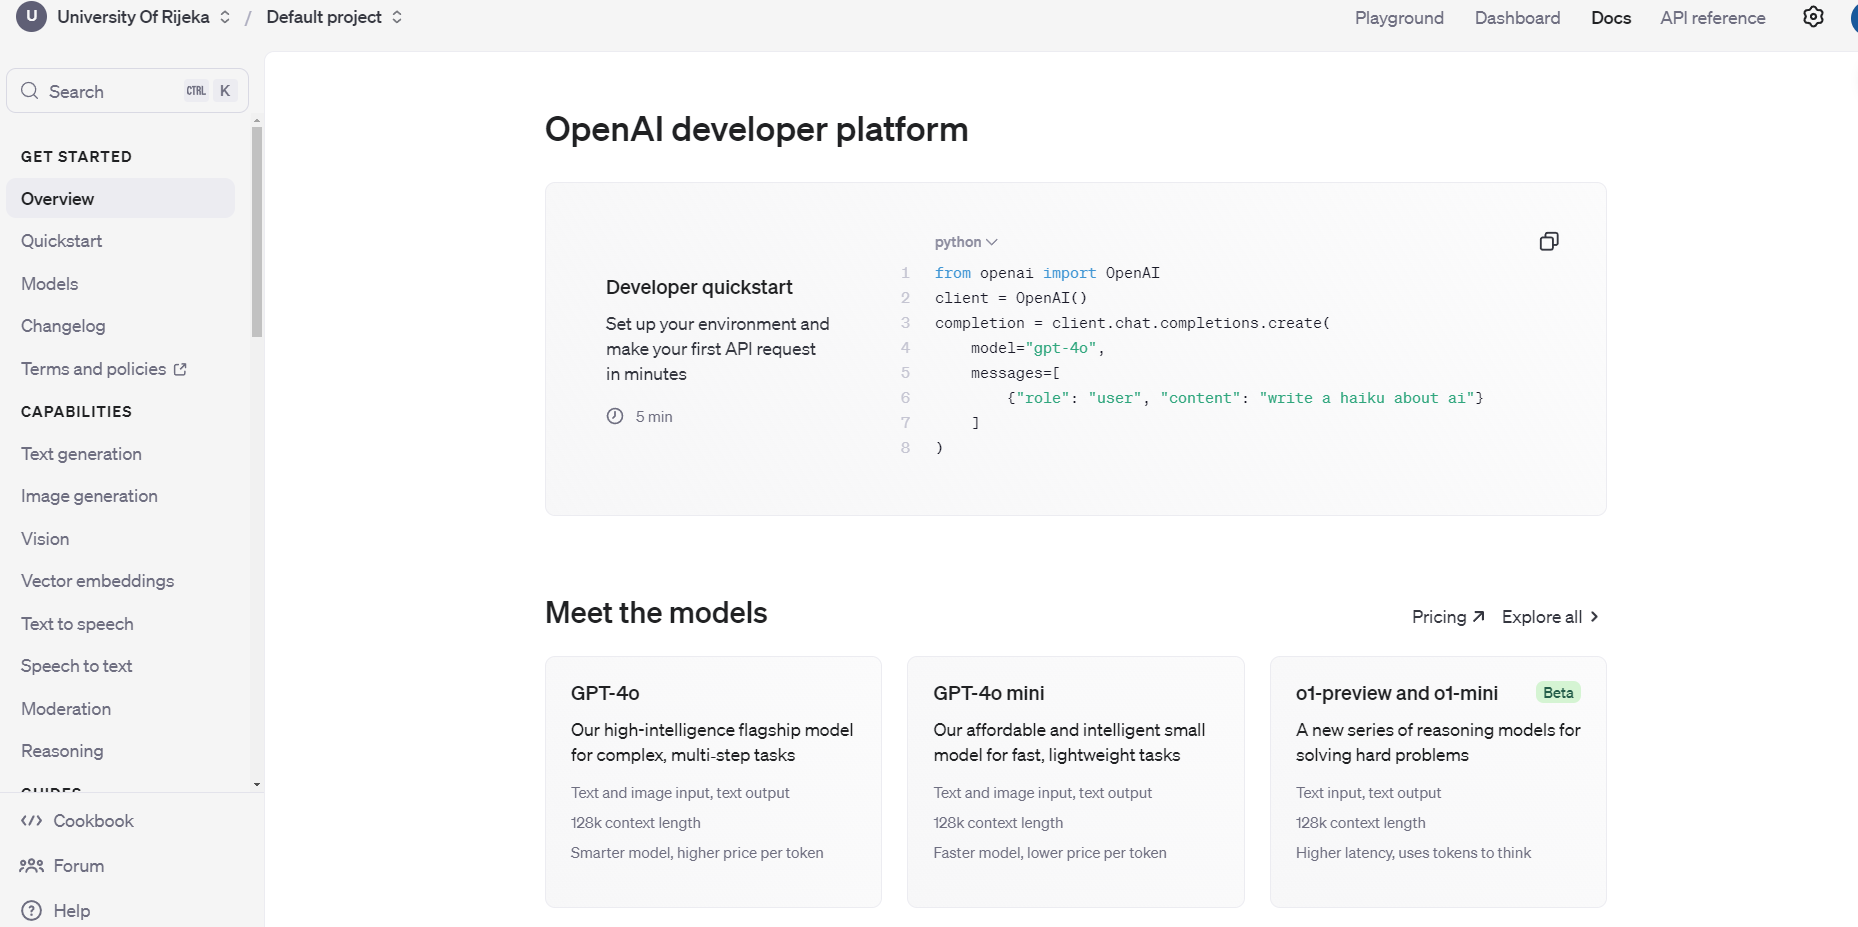 U University Of Rijeka / Default project
Playground Dashboard Docs API reference
Search CTRL K
GET STARTED
Overview
Quickstart
Models
Changelog
Terms and policies
CAPABILITIES
Text generation
Image generation
Vision
Vector embeddings
Text to speech
Speech to text
Moderation
Reasoning
GUIDES
Cookbook
Forum
Help
OpenAI developer platform
Developer quickstart
Set up your environment and
make your first API request
in minutes
5 min
python
1 from openai import OpenAI
2 client = OpenAI()
3 completion = client.chat.completions.create(
4     model="gpt-4o",
5     messages=[
6         {"role": "user", "content": "write a haiku about ai"}
7     ]
8 )
Meet the models
Pricing Explore all
GPT-4o
Our high-intelligence flagship model
for complex, multi-step tasks
Text and image input, text output
128k context length
Smarter model, higher price per token
GPT-4o mini
Our affordable and intelligent small
model for fast, lightweight tasks
Text and image input, text output
128k context length
Faster model, lower price per token
o1-preview and o1-mini Beta
A new series of reasoning models for
solving hard problems
Text input, text output
128k context length
Higher latency, uses tokens to think